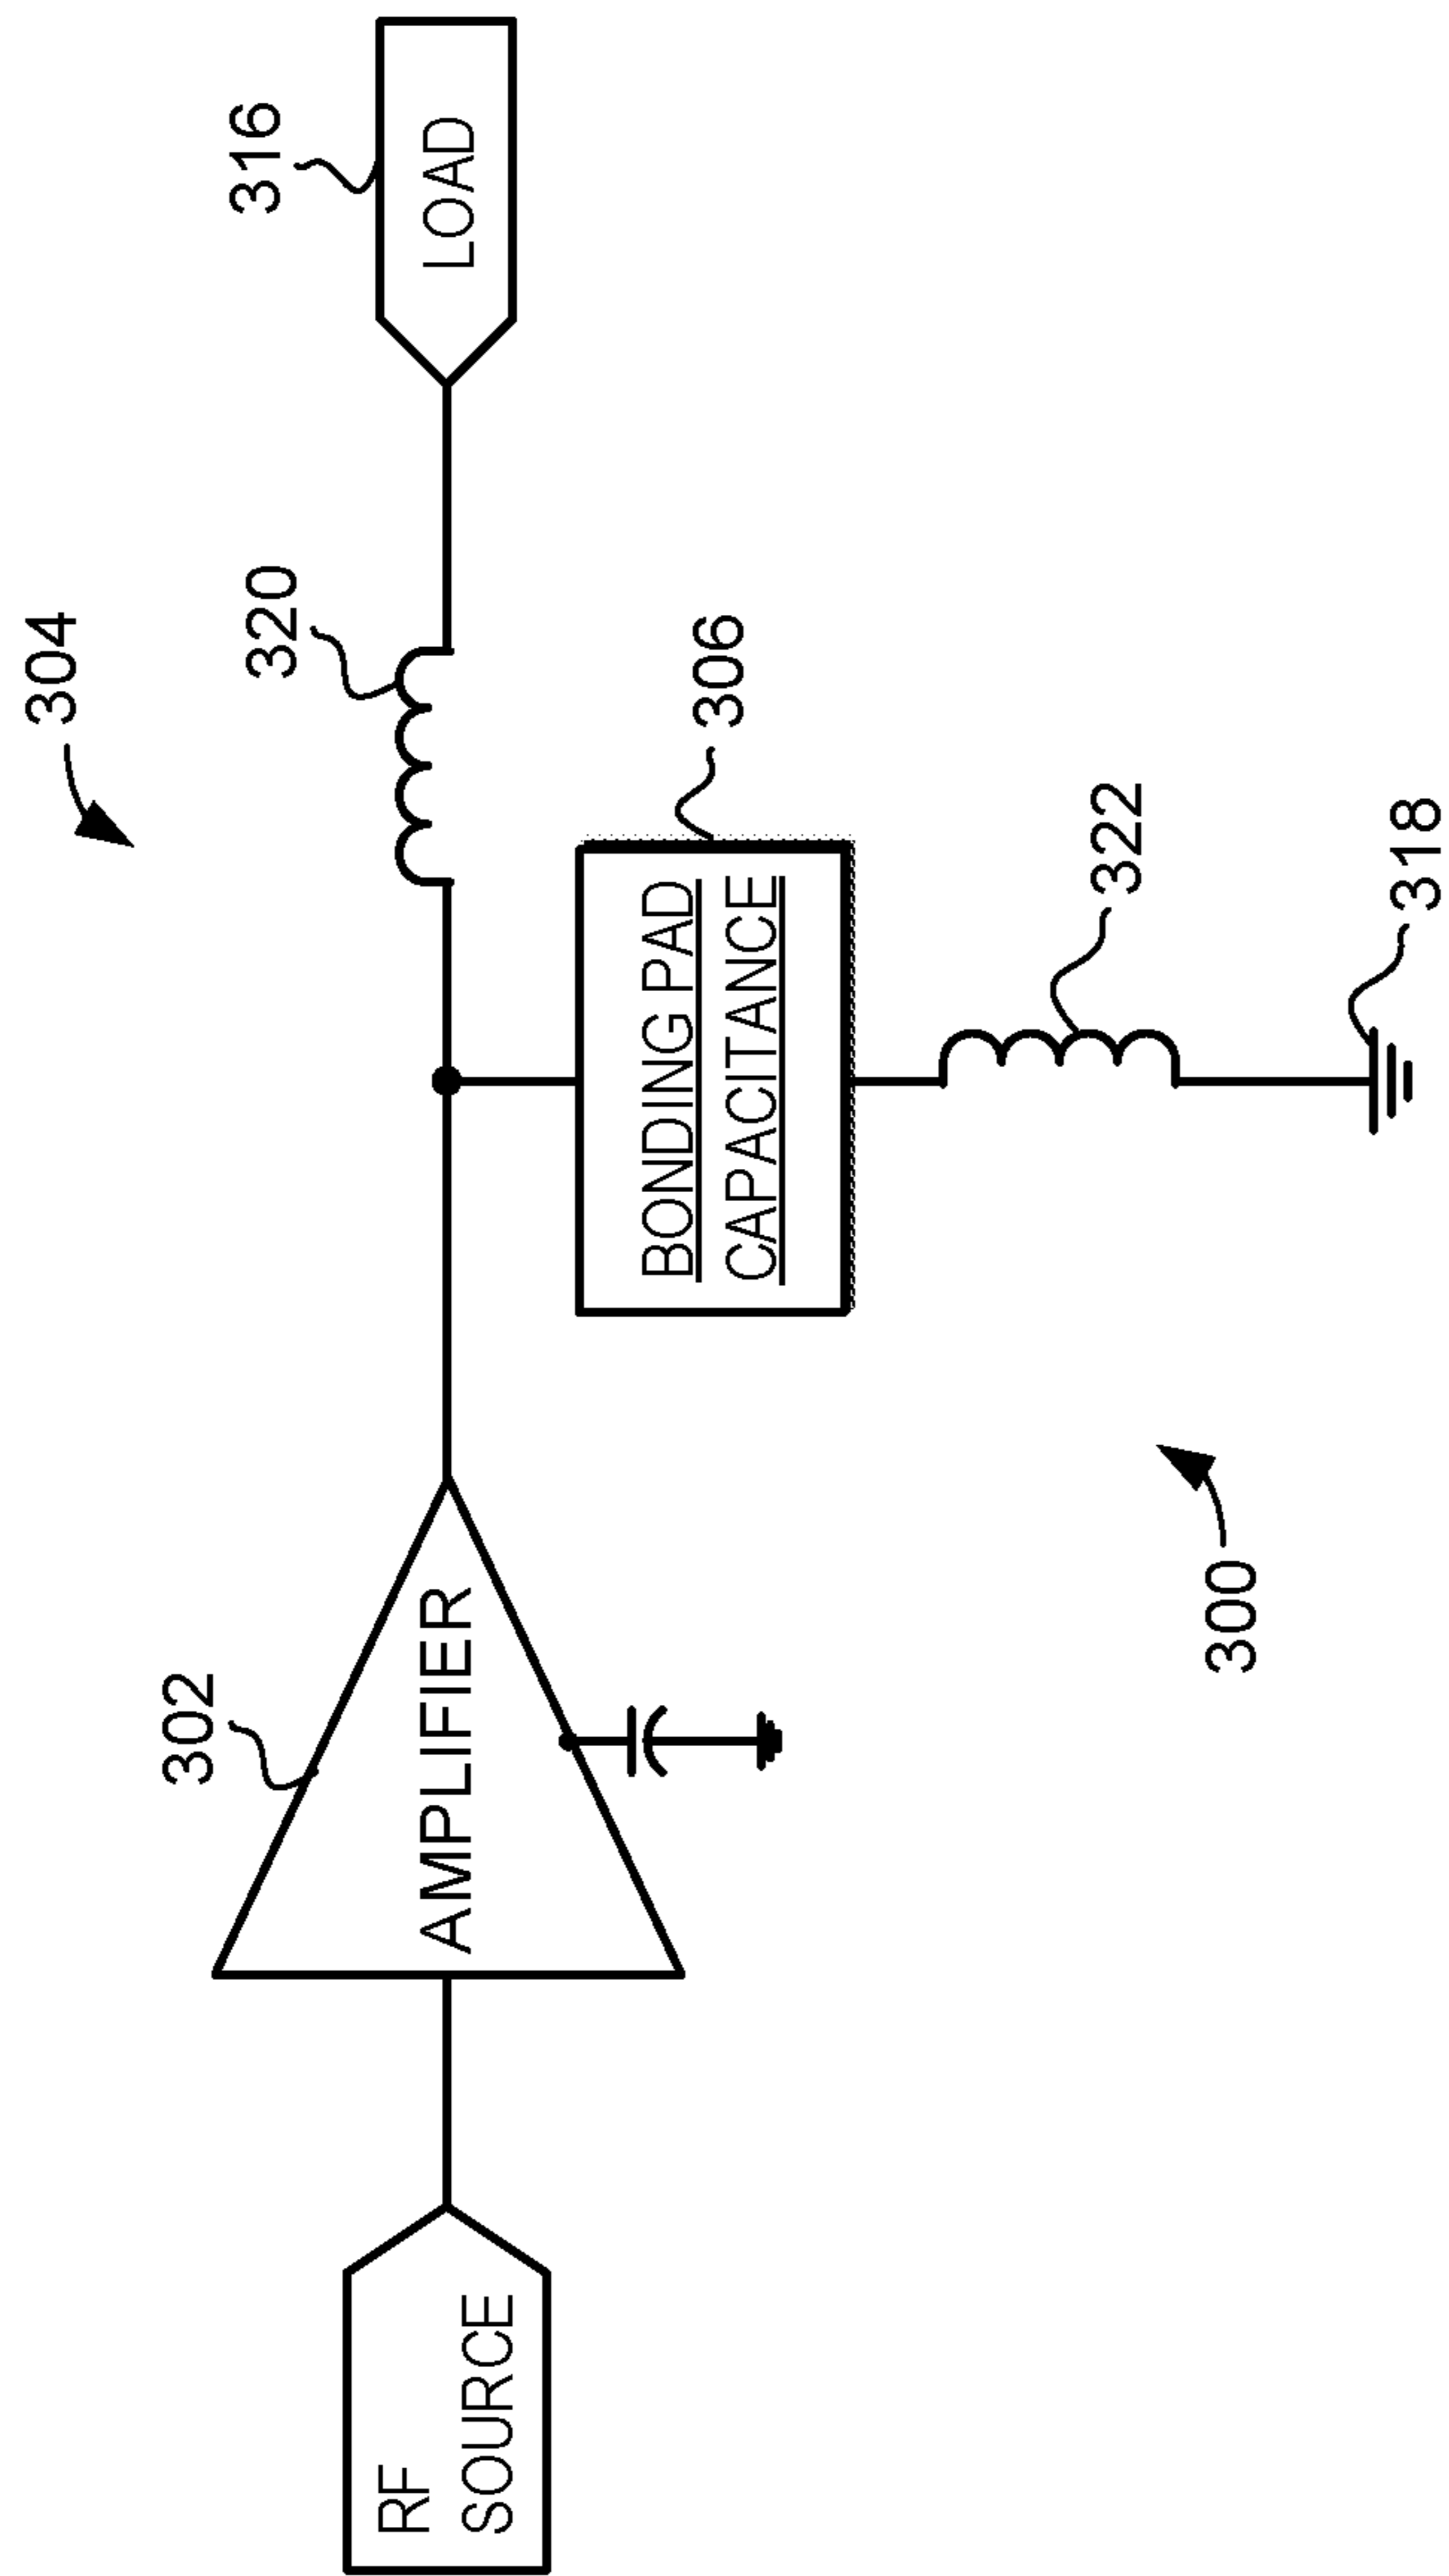 304
316
320
LOAD
302
306
AMPLIFIER
BONDING PAD
CAPACITANCE
RF
SOURCE
322
300
318